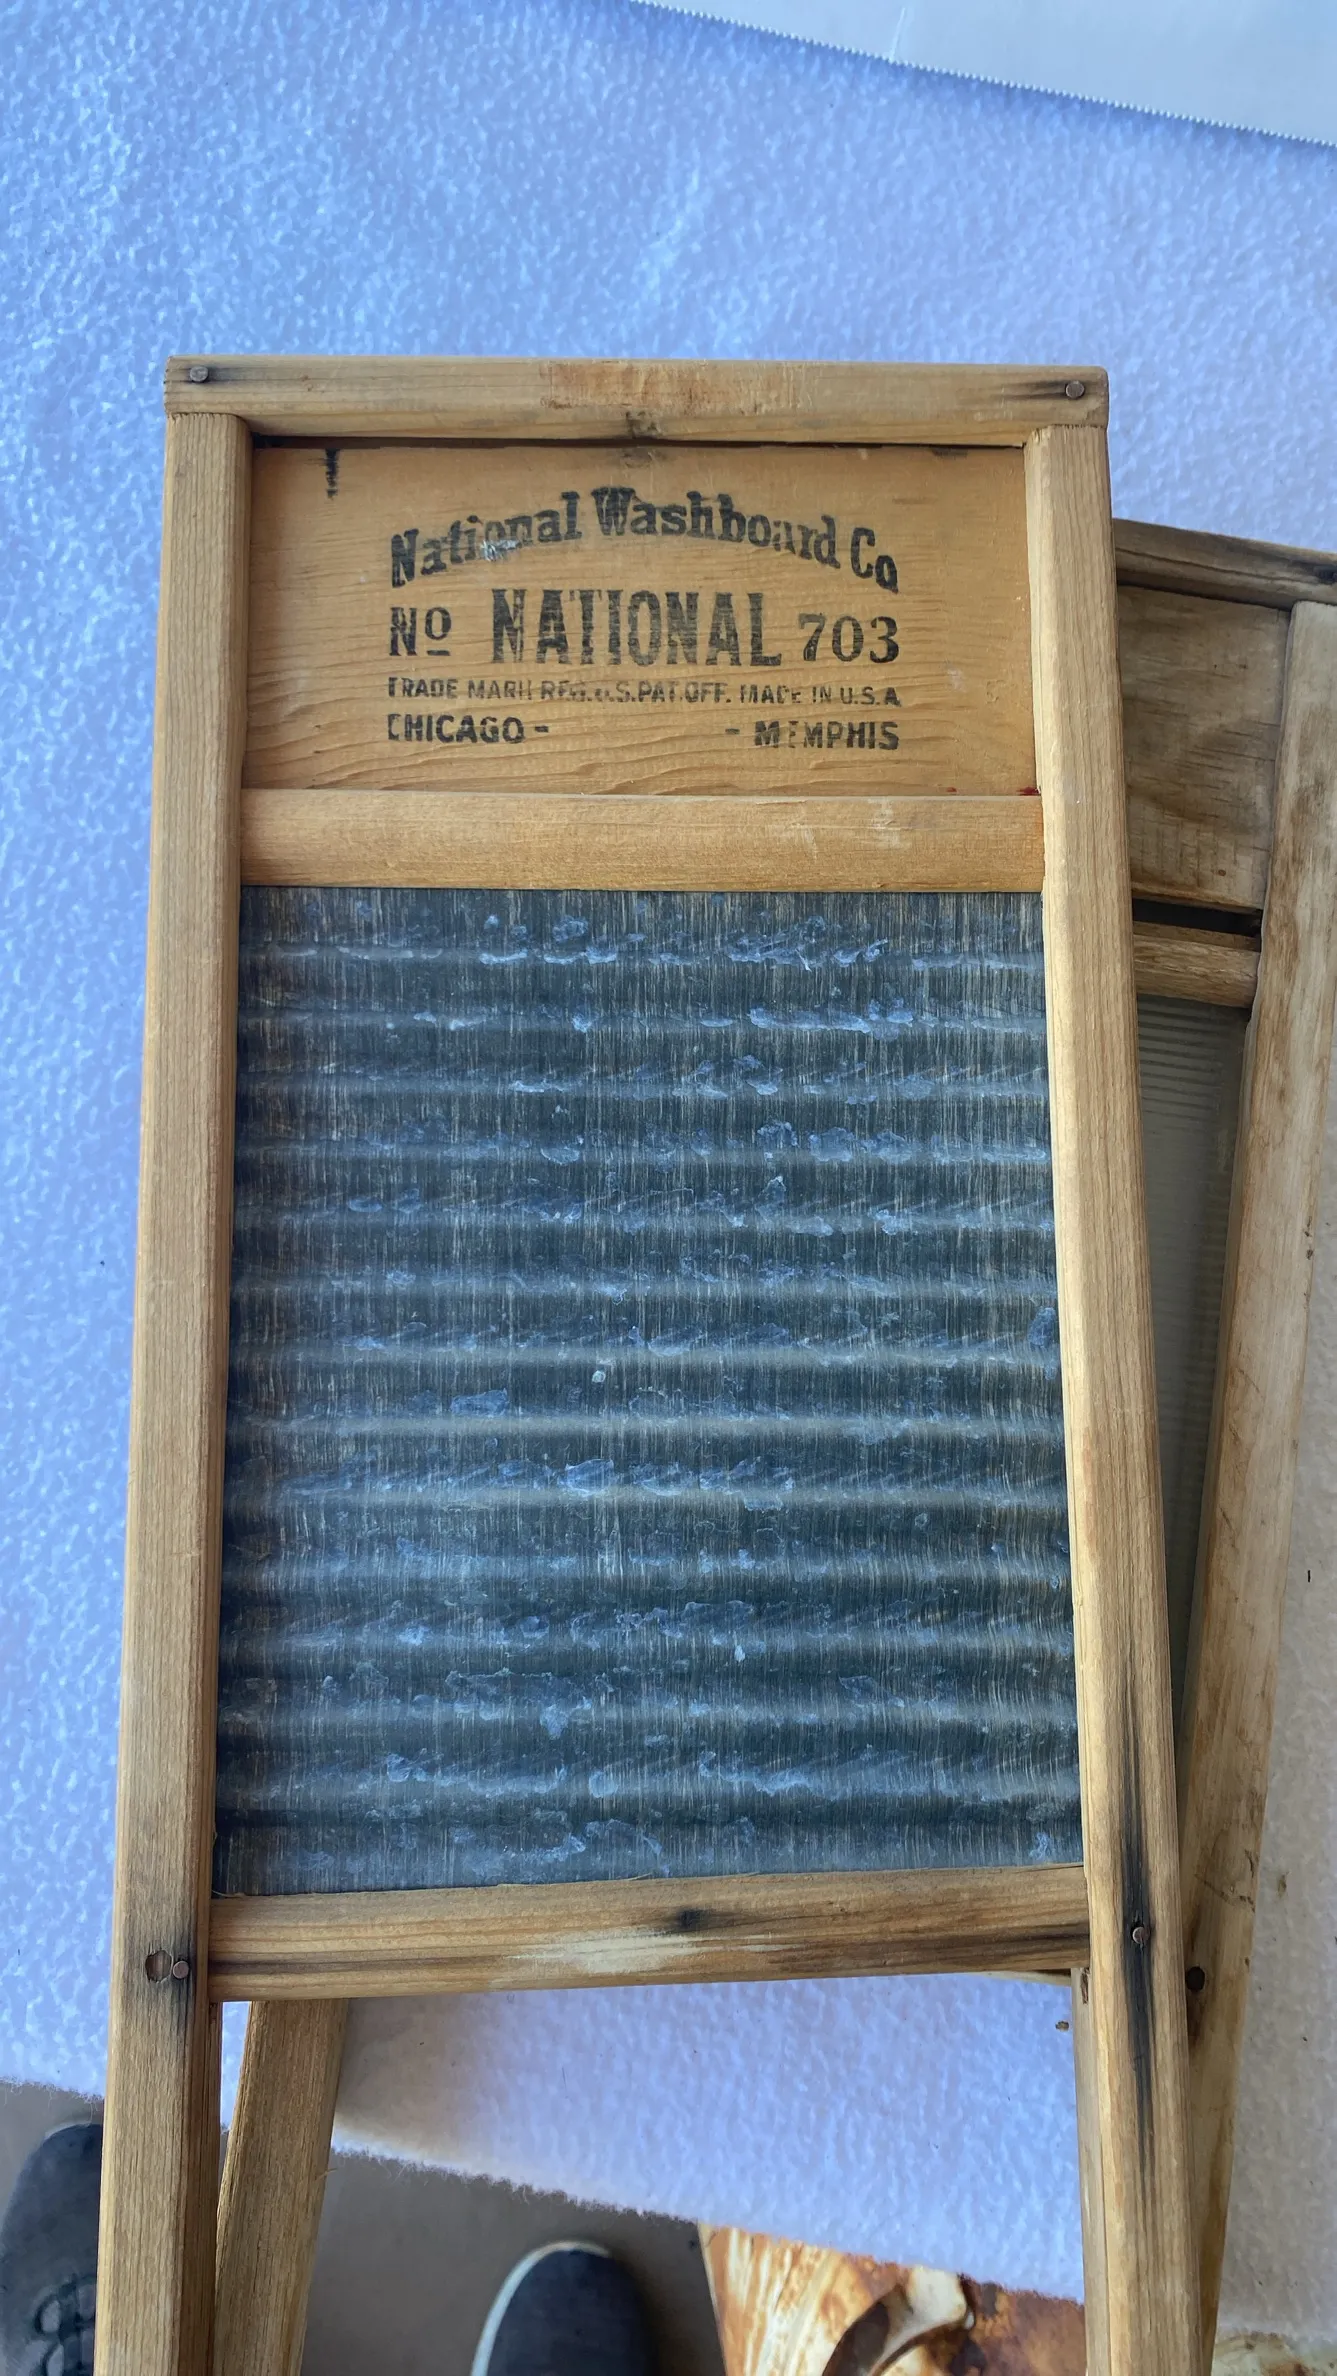 National Washboard Co
No NATIONAL 703
TRADE MARK REG. U.S. PAT. OFF. MADE IN U.S.A
CHICAGO - - MEMPHIS